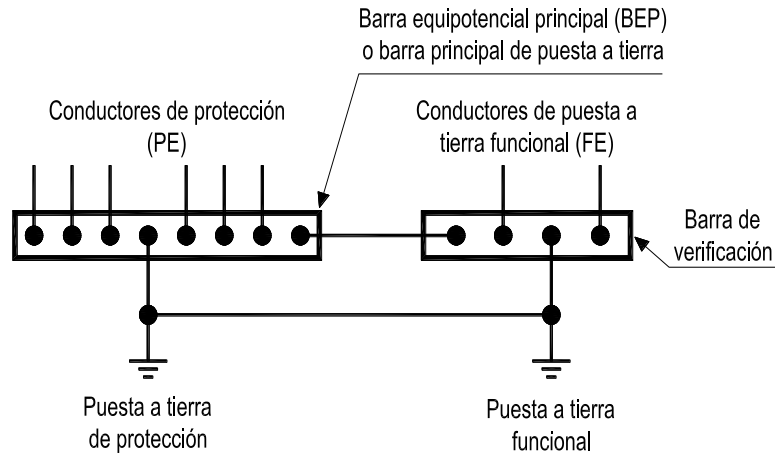 Barra equipotencial principal (BEP)
o barra principal de puesta a tierra
Conductores de protección
(PE)
Conductores de puesta a
tierra funcional (FE)
Barra de
verificación
Puesta a tierra
de protección
Puesta a tierra
funcional